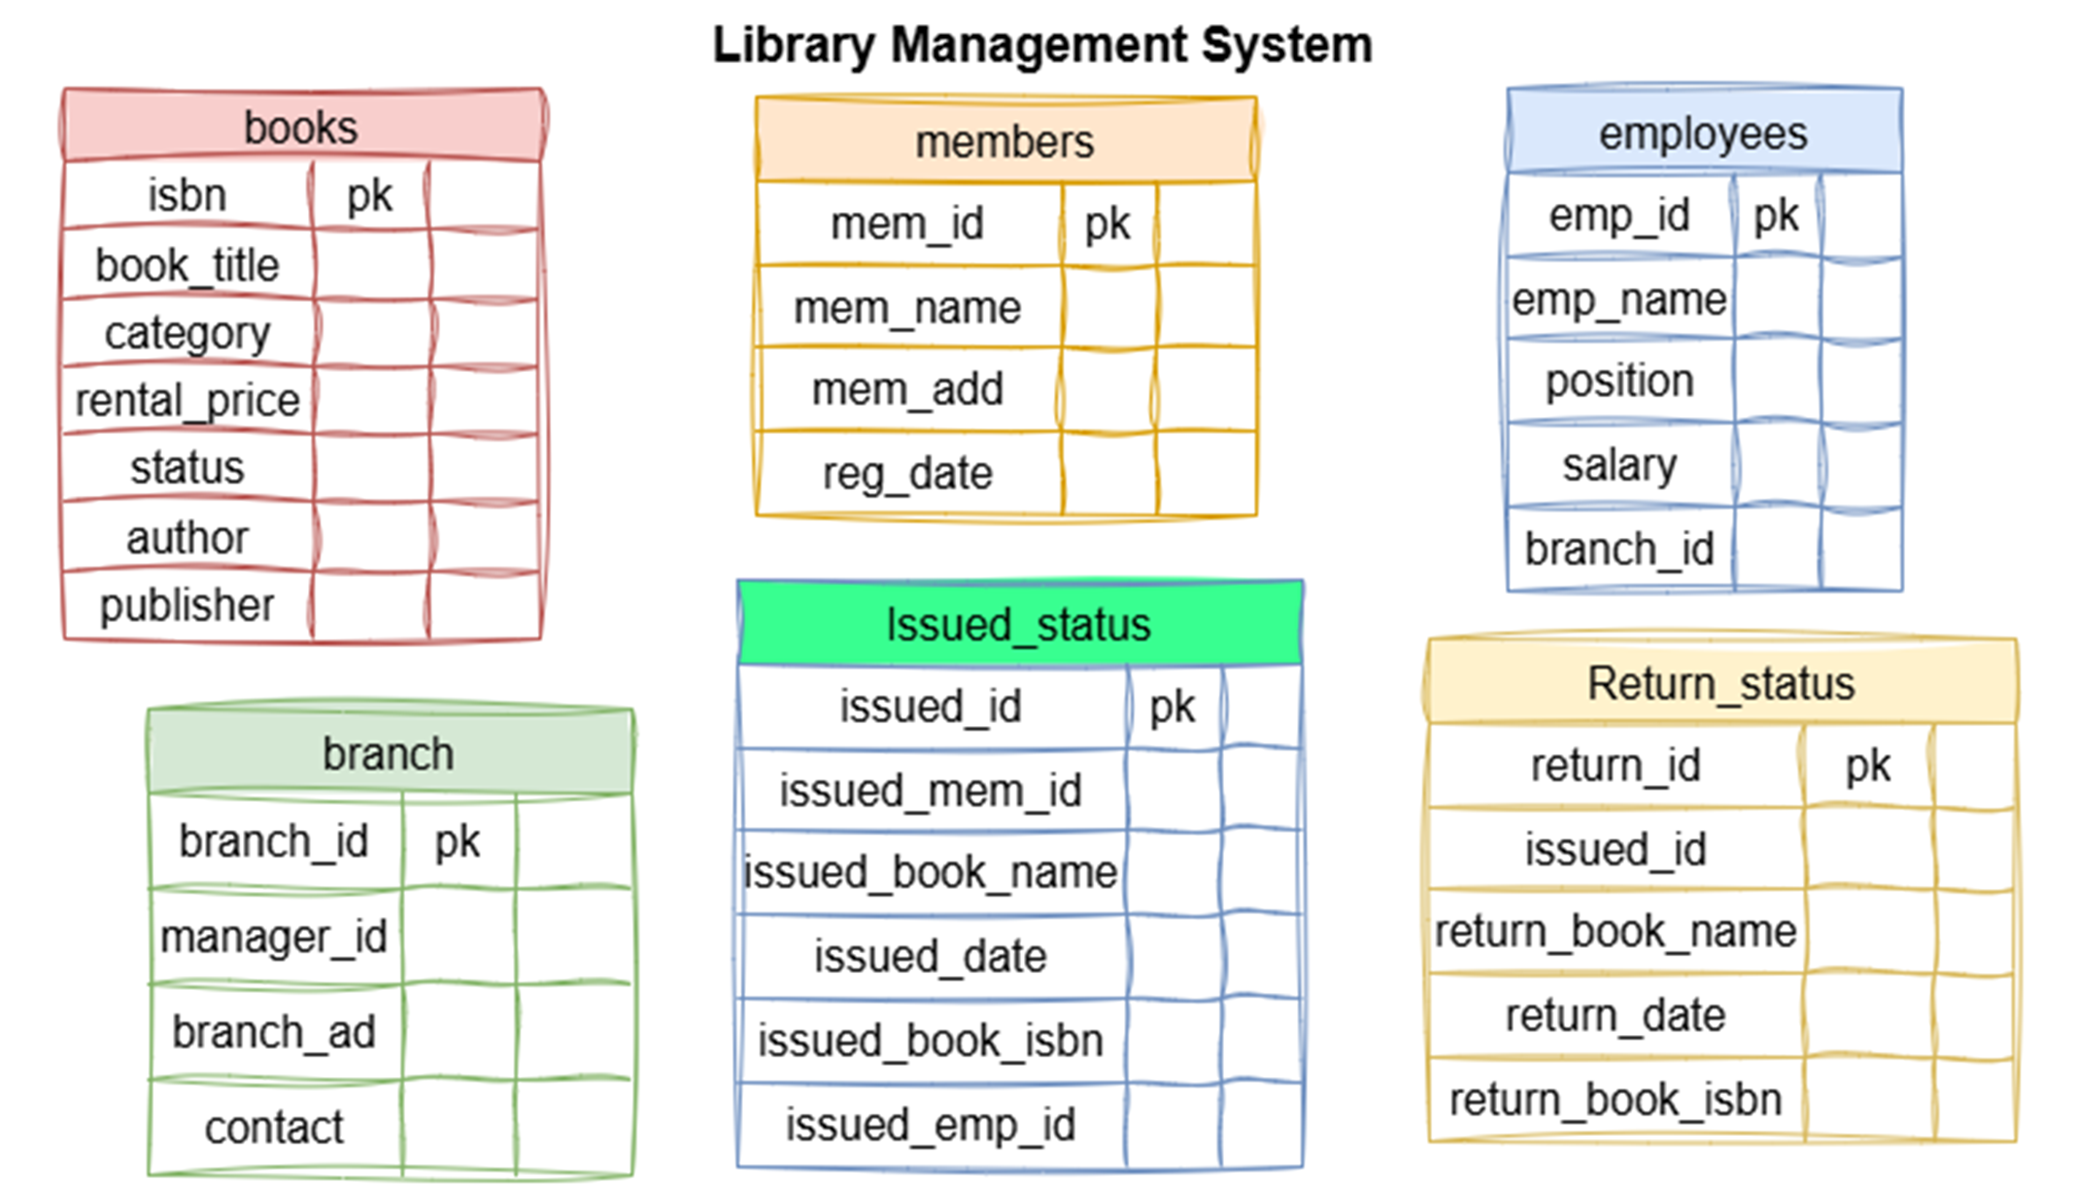 Library Management System
books
isbn pk
book_title
category
rental_price
status
author
publisher
members
mem_id pk
mem_name
mem_add
reg_date
employees
emp_id pk
emp_name
position
salary
branch_id
branch
branch_id pk
manager_id
branch_ad
contact
Issued_status
issued_id pk
issued_mem_id
issued_book_name
issued_date
issued_book_isbn
issued_emp_id
Return_status
return_id pk
issued_id
return_book_name
return_date
return_book_isbn